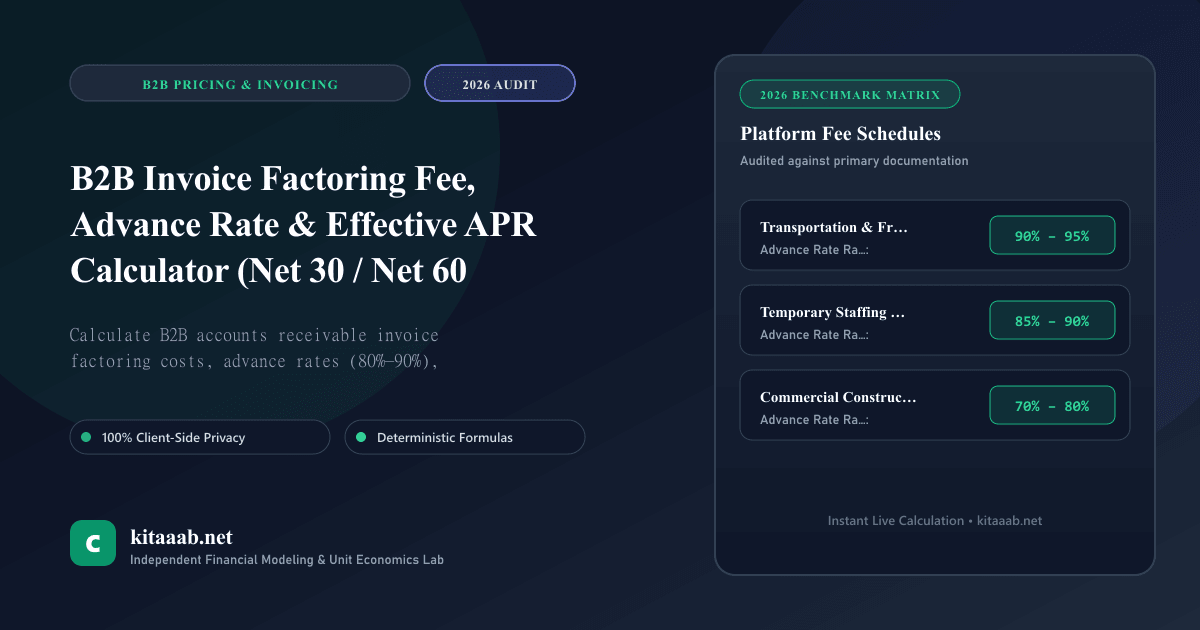 B2B PRICING & INVOICING
2026 AUDIT
B2B Invoice Factoring Fee,
Advance Rate & Effective APR
Calculator (Net 30 / Net 60
Calculate B2B accounts receivable invoice
factoring costs, advance rates (80%–90%),
100% Client-Side Privacy
Deterministic Formulas
C
kitaaab.net
Independent Financial Modeling & Unit Economics Lab
2026 BENCHMARK MATRIX
Platform Fee Schedules
Audited against primary documentation
Transportation & Fr...
Advance Rate Ra...:
90% – 95%
Temporary Staffing ...
Advance Rate Ra...:
85% – 90%
Commercial Construc...
Advance Rate Ra...:
70% – 80%
Instant Live Calculation • kitaaab.net